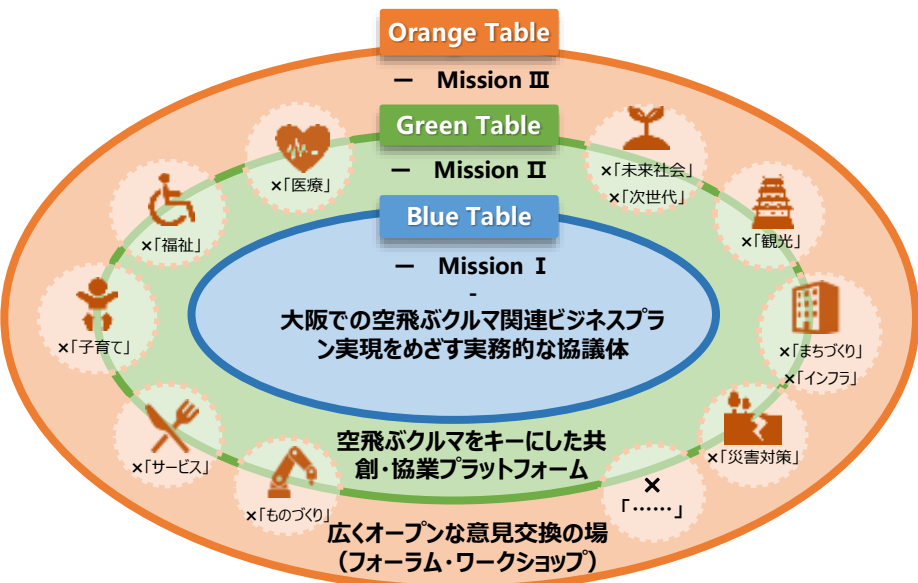 Orange Table
－ Mission Ⅲ
Green Table
－ Mission Ⅱ
Blue Table
－ Mission Ⅰ
-
大阪での空飛ぶクルマ関連ビジネスプラ
ン実現をめざす実務的な協議体
×「医療」
×「未来社会」
×「次世代」
×「福祉」
×「観光」
×「子育て」
×「まちづくり」
×「インフラ」
×「サービス」
×「災害対策」
×「ものづくり」
×
「……」
空飛ぶクルマをキーにした共
創・協業プラットフォーム
広くオープンな意見交換の場
（フォーラム・ワークショップ）